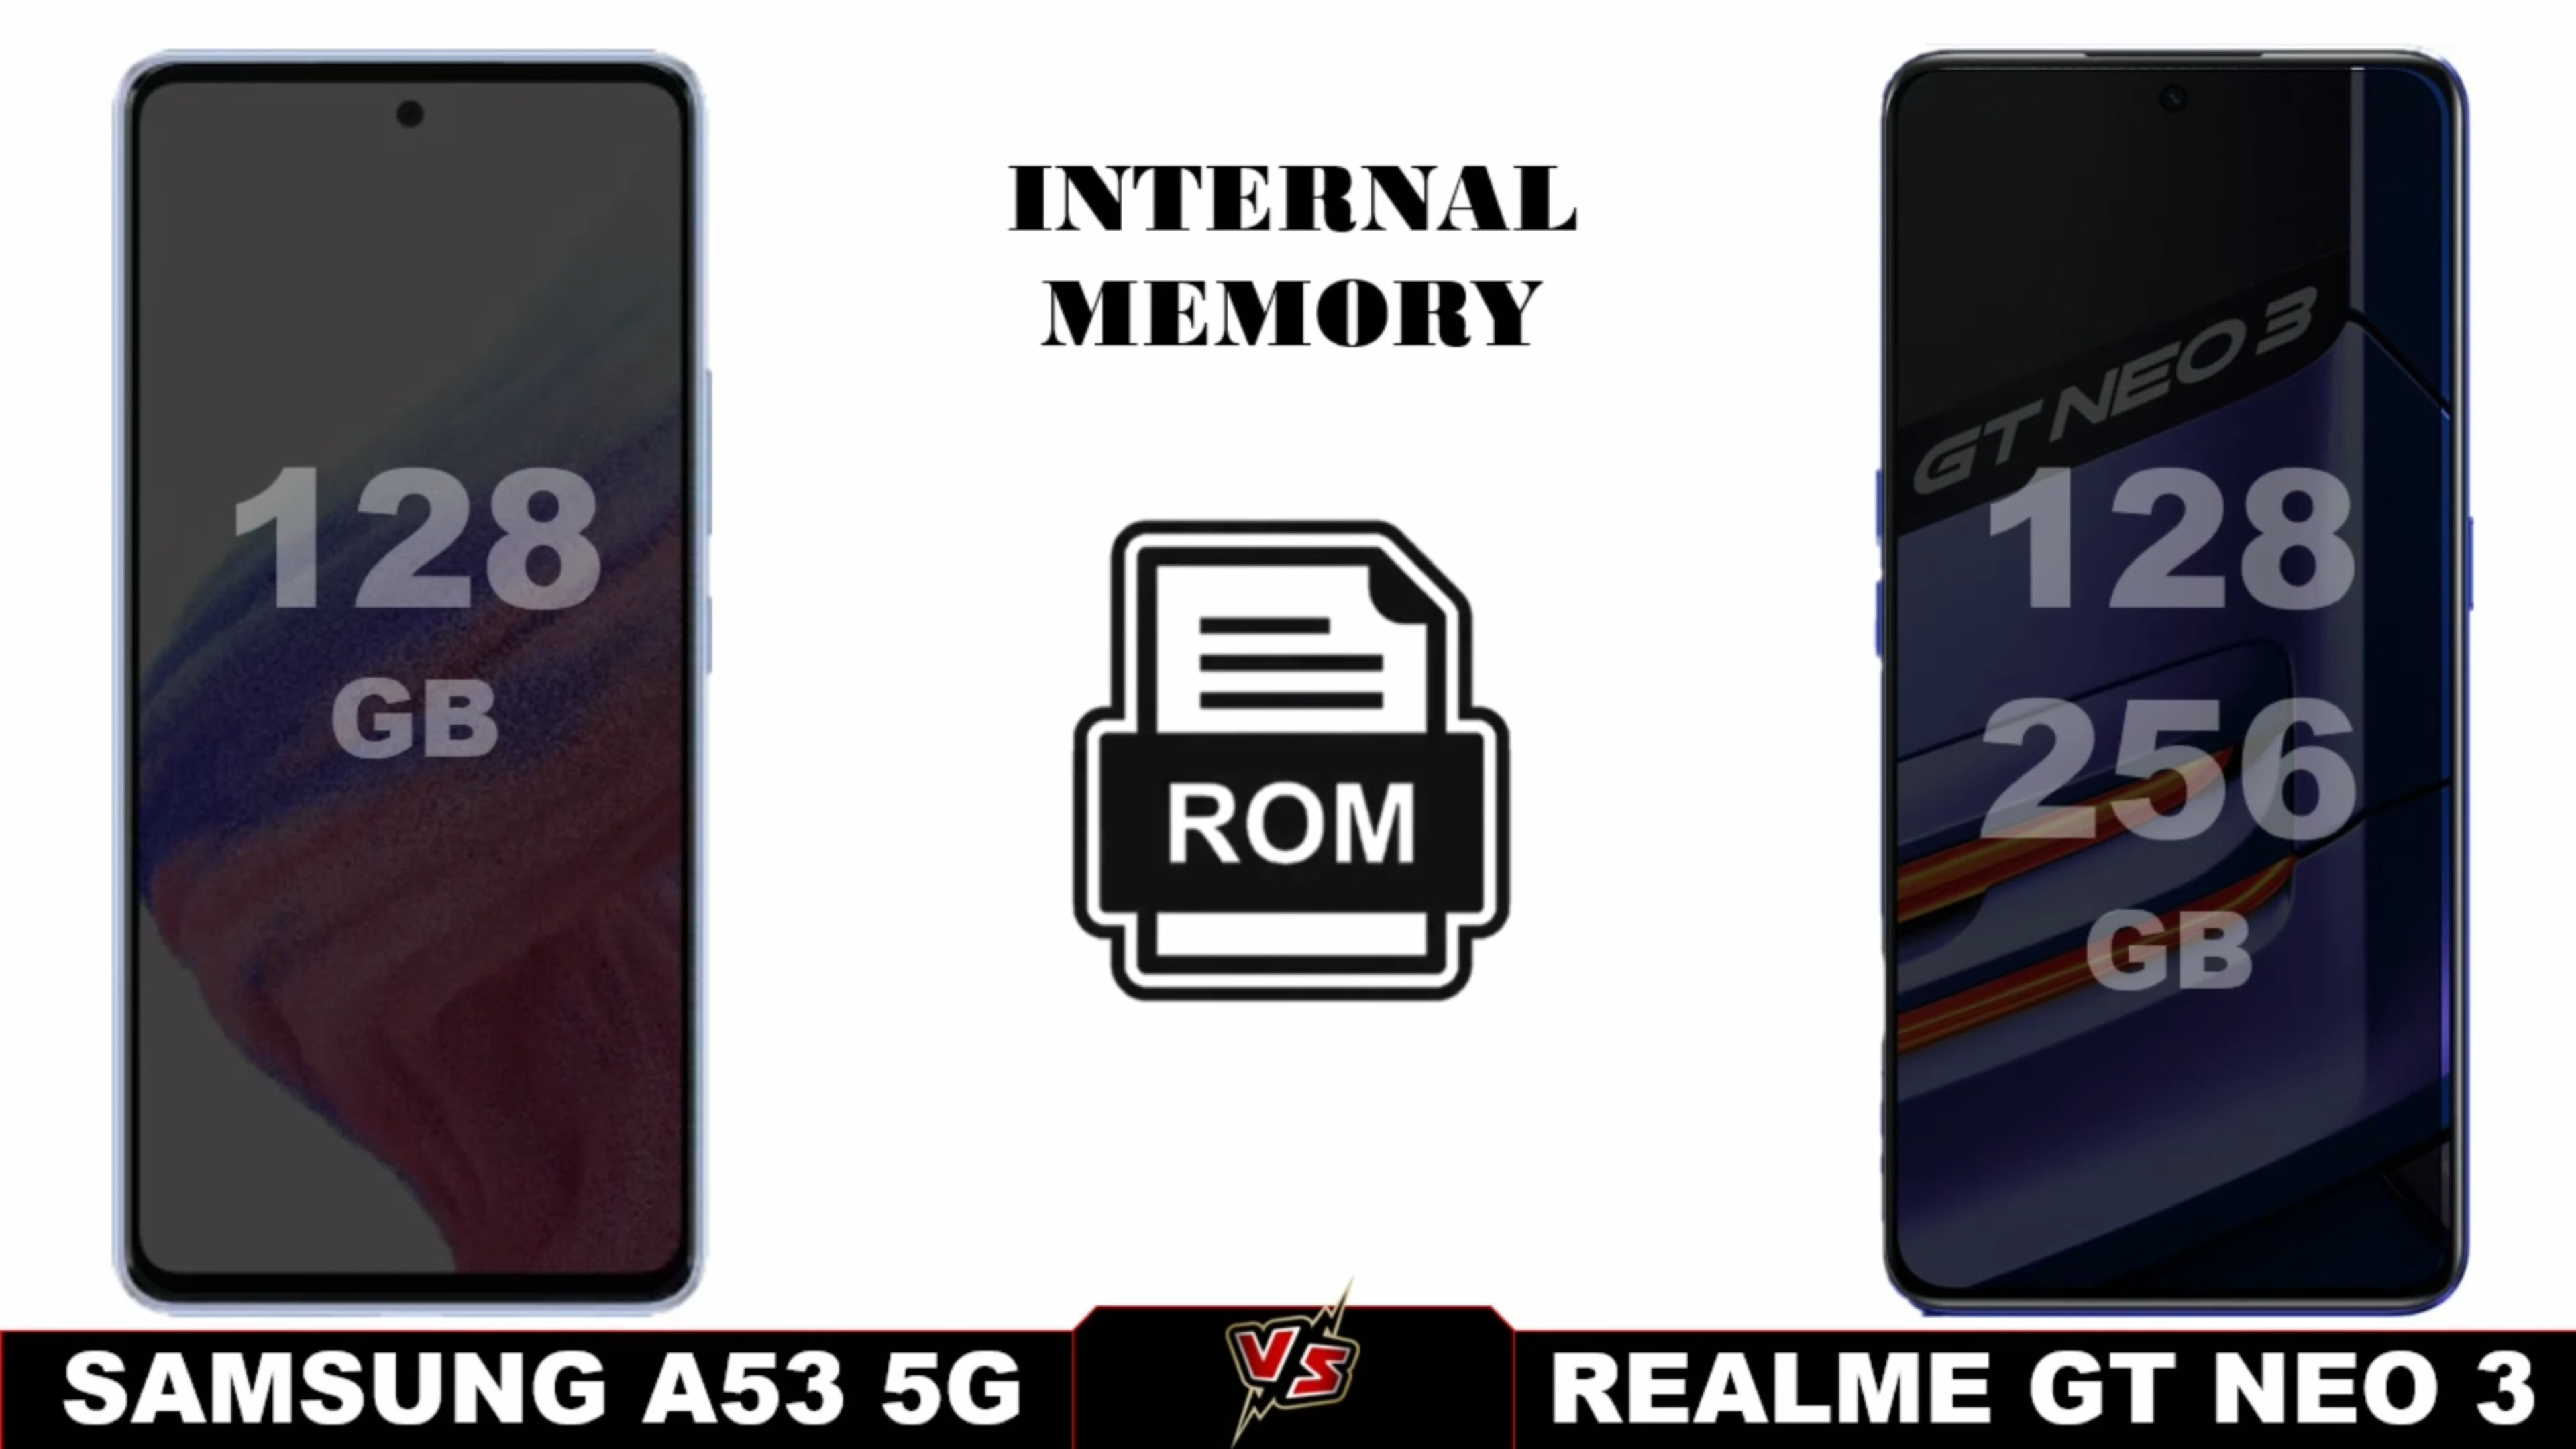 INTERNAL
MEMORY
128
GB
ROM
GT NEO 3
128
256
GB
SAMSUNG A53 5G
VS
REALME GT NEO 3